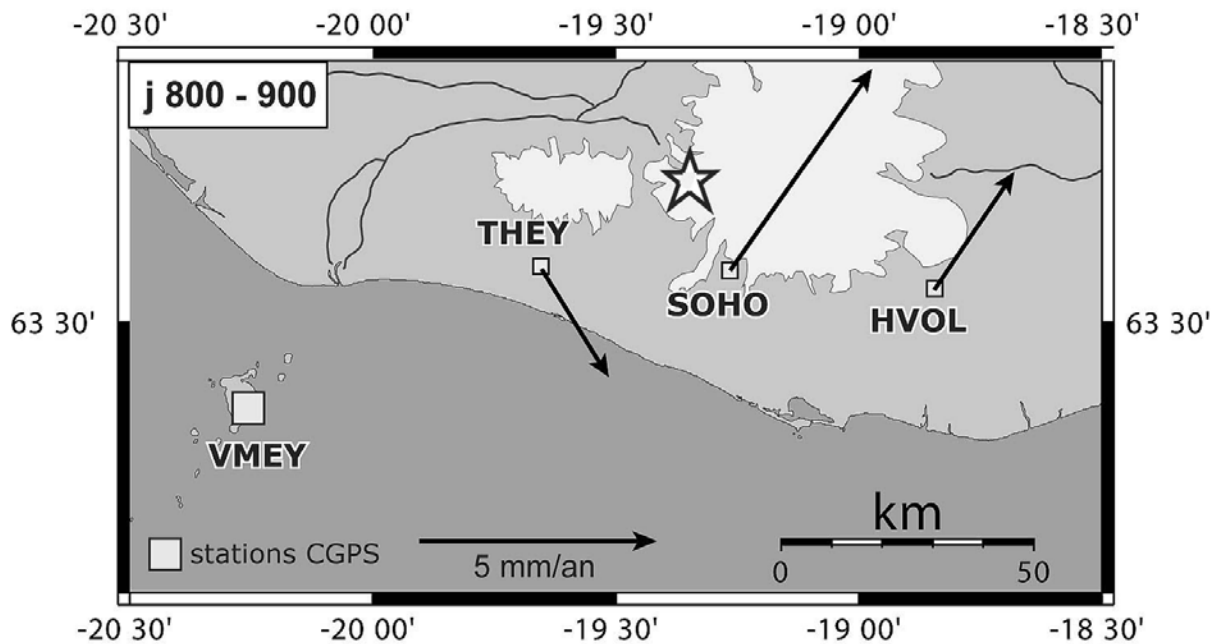 -20 30' -20 00' -19 30' -19 00' -18 30'
j 800 - 900
THEY
SOHO
HVOL
63 30' 63 30'
VMEY
km
stations CGPS
5 mm/an
0 50
-20 30' -20 00' -19 30' -19 00' -18 30'